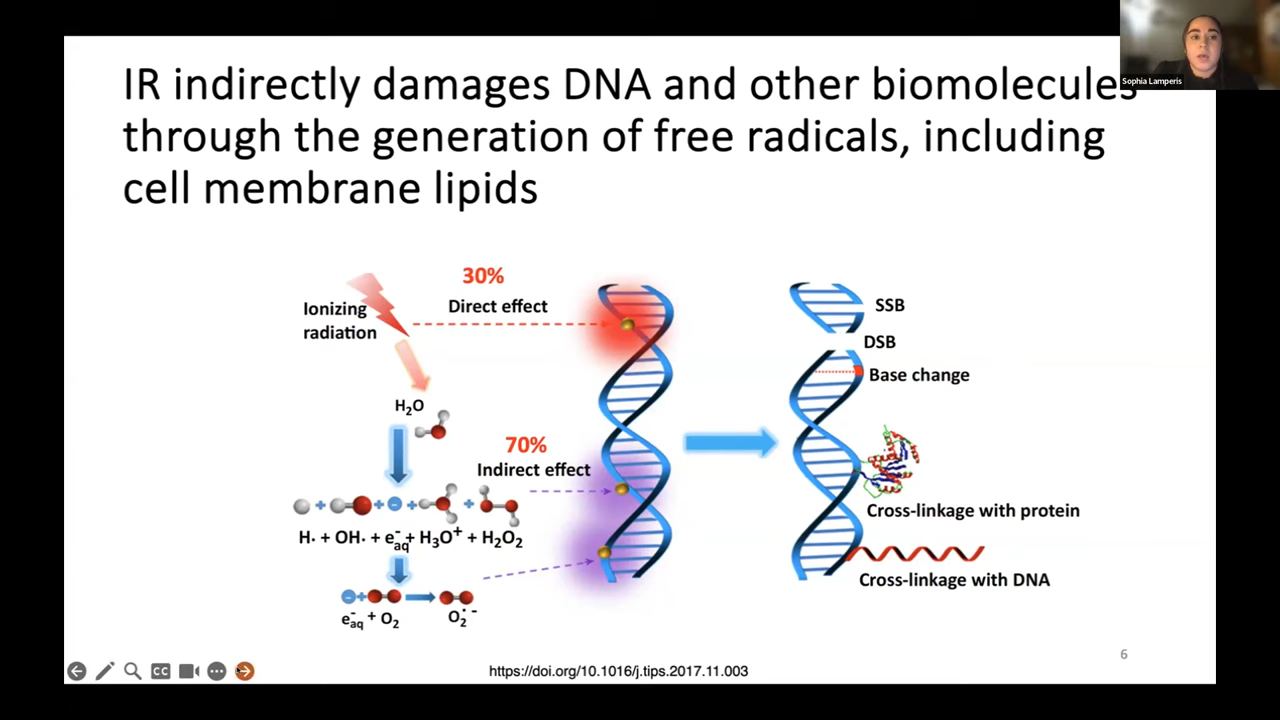 Sophia Lamperis
IR indirectly damages DNA and other biomolecules
through the generation of free radicals, including
cell membrane lipids
30%
Direct effect
Ionizing
radiation
H₂O
70%
Indirect effect
H· + OH· + e⁻aq + H₃O⁺ + H₂O₂
e⁻aq + O₂
O₂·⁻
SSB
DSB
Base change
Cross-linkage with protein
Cross-linkage with DNA
6
CC
https://doi.org/10.1016/j.tips.2017.11.003